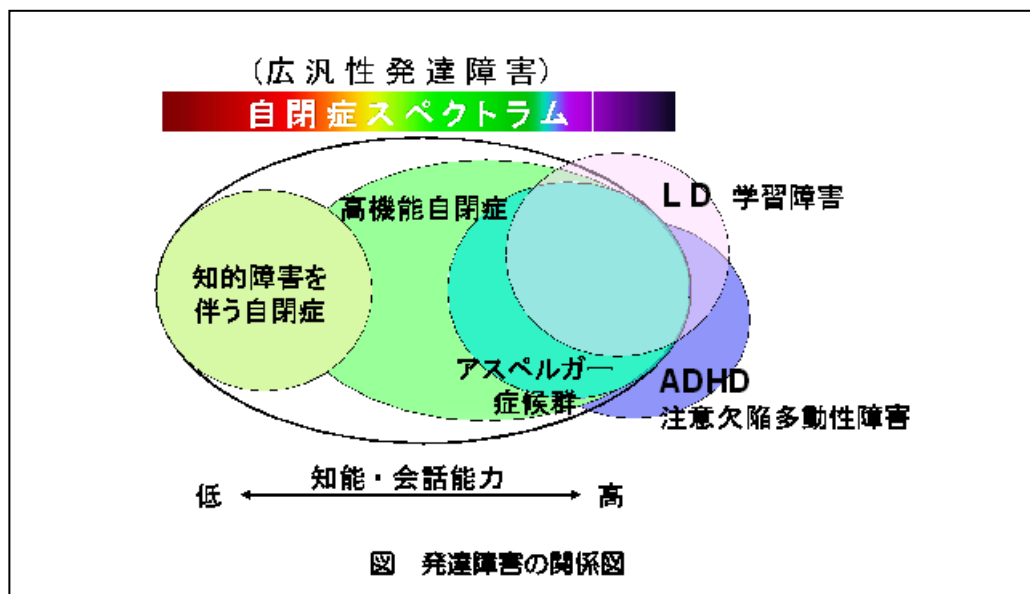 (広汎性発達障害)
自閉症スペクトラム
LD 学習障害
高機能自閉症
知的障害を
伴う自閉症
アスペルガー
症候群
ADHD
注意欠陥多動性障害
知能・会話能力
低 高
図 発達障害の関係図